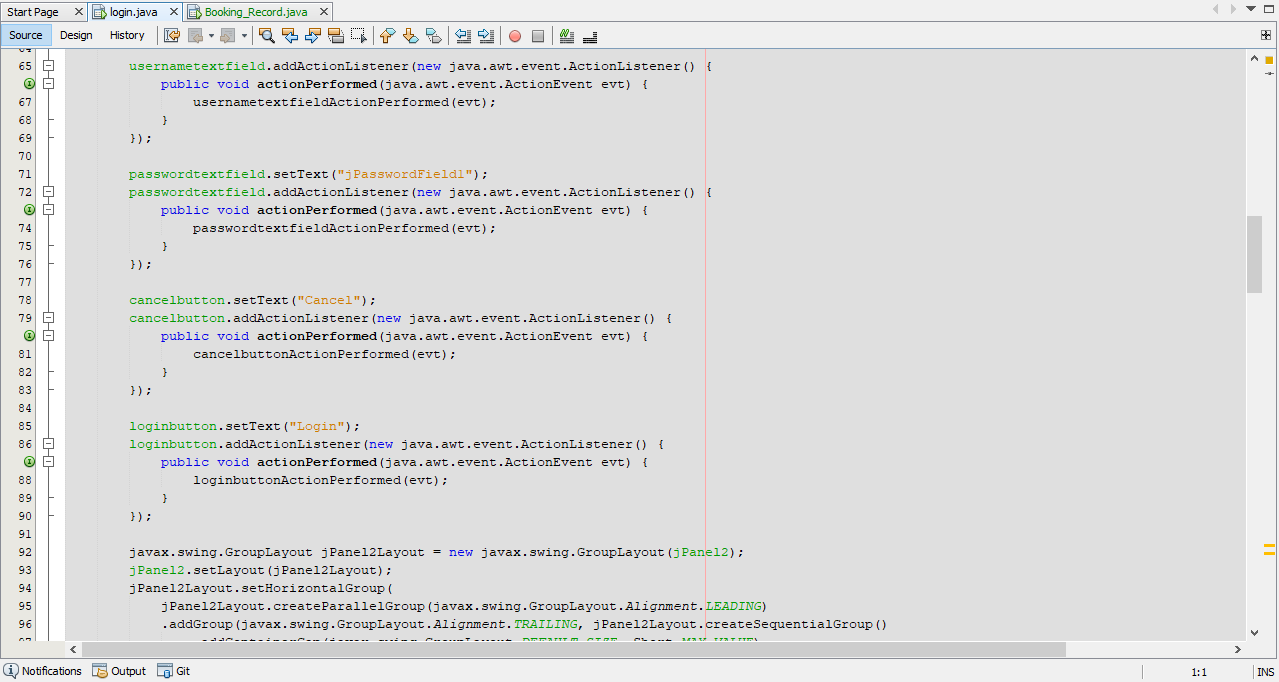 Start Page login.java Booking_Record.java
Source Design History
65 usernametextfield.addActionListener(new java.awt.event.ActionListener() {
public void actionPerformed(java.awt.event.ActionEvent evt) {
67 usernametextfieldActionPerformed(evt);
68 }
69 });
70
71 passwordtextfield.setText("jPasswordField1");
72 passwordtextfield.addActionListener(new java.awt.event.ActionListener() {
public void actionPerformed(java.awt.event.ActionEvent evt) {
74 passwordtextfieldActionPerformed(evt);
75 }
76 });
77
78 cancelbutton.setText("Cancel");
79 cancelbutton.addActionListener(new java.awt.event.ActionListener() {
public void actionPerformed(java.awt.event.ActionEvent evt) {
81 cancelbuttonActionPerformed(evt);
82 }
83 });
84
85 loginbutton.setText("Login");
86 loginbutton.addActionListener(new java.awt.event.ActionListener() {
public void actionPerformed(java.awt.event.ActionEvent evt) {
88 loginbuttonActionPerformed(evt);
89 }
90 });
91
92 javax.swing.GroupLayout jPanel2Layout = new javax.swing.GroupLayout(jPanel2);
93 jPanel2.setLayout(jPanel2Layout);
94 jPanel2Layout.setHorizontalGroup(
95 jPanel2Layout.createParallelGroup(javax.swing.GroupLayout.Alignment.LEADING)
96 .addGroup(javax.swing.GroupLayout.Alignment.TRAILING, jPanel2Layout.createSequentialGroup()
Notifications Output Git 1:1 INS